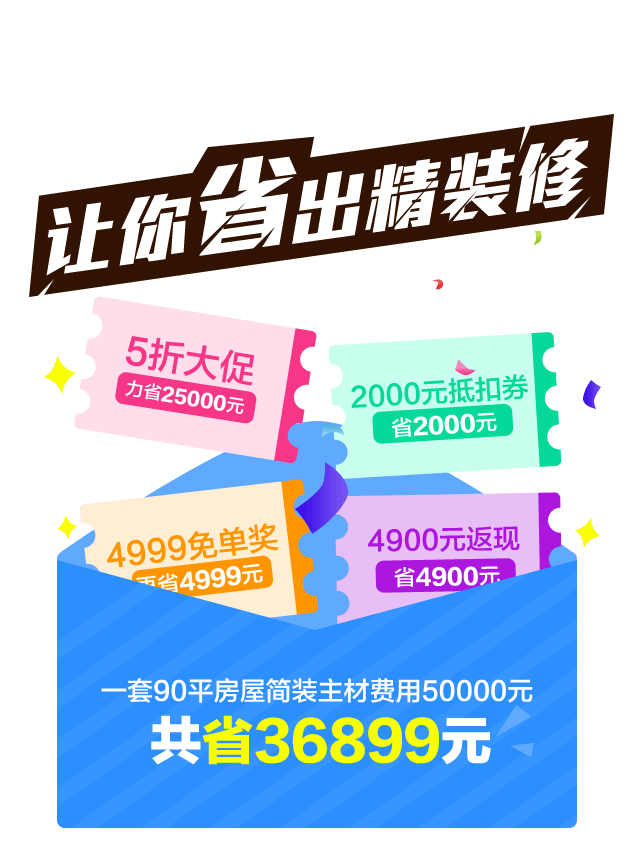 让你省出精装修
5折大促
力省25000元
2000元抵扣券
省2000元
4999免单奖
再省4999元
4900元返现
省4900元
一套90平房屋简装主材费用50000元
共省36899元